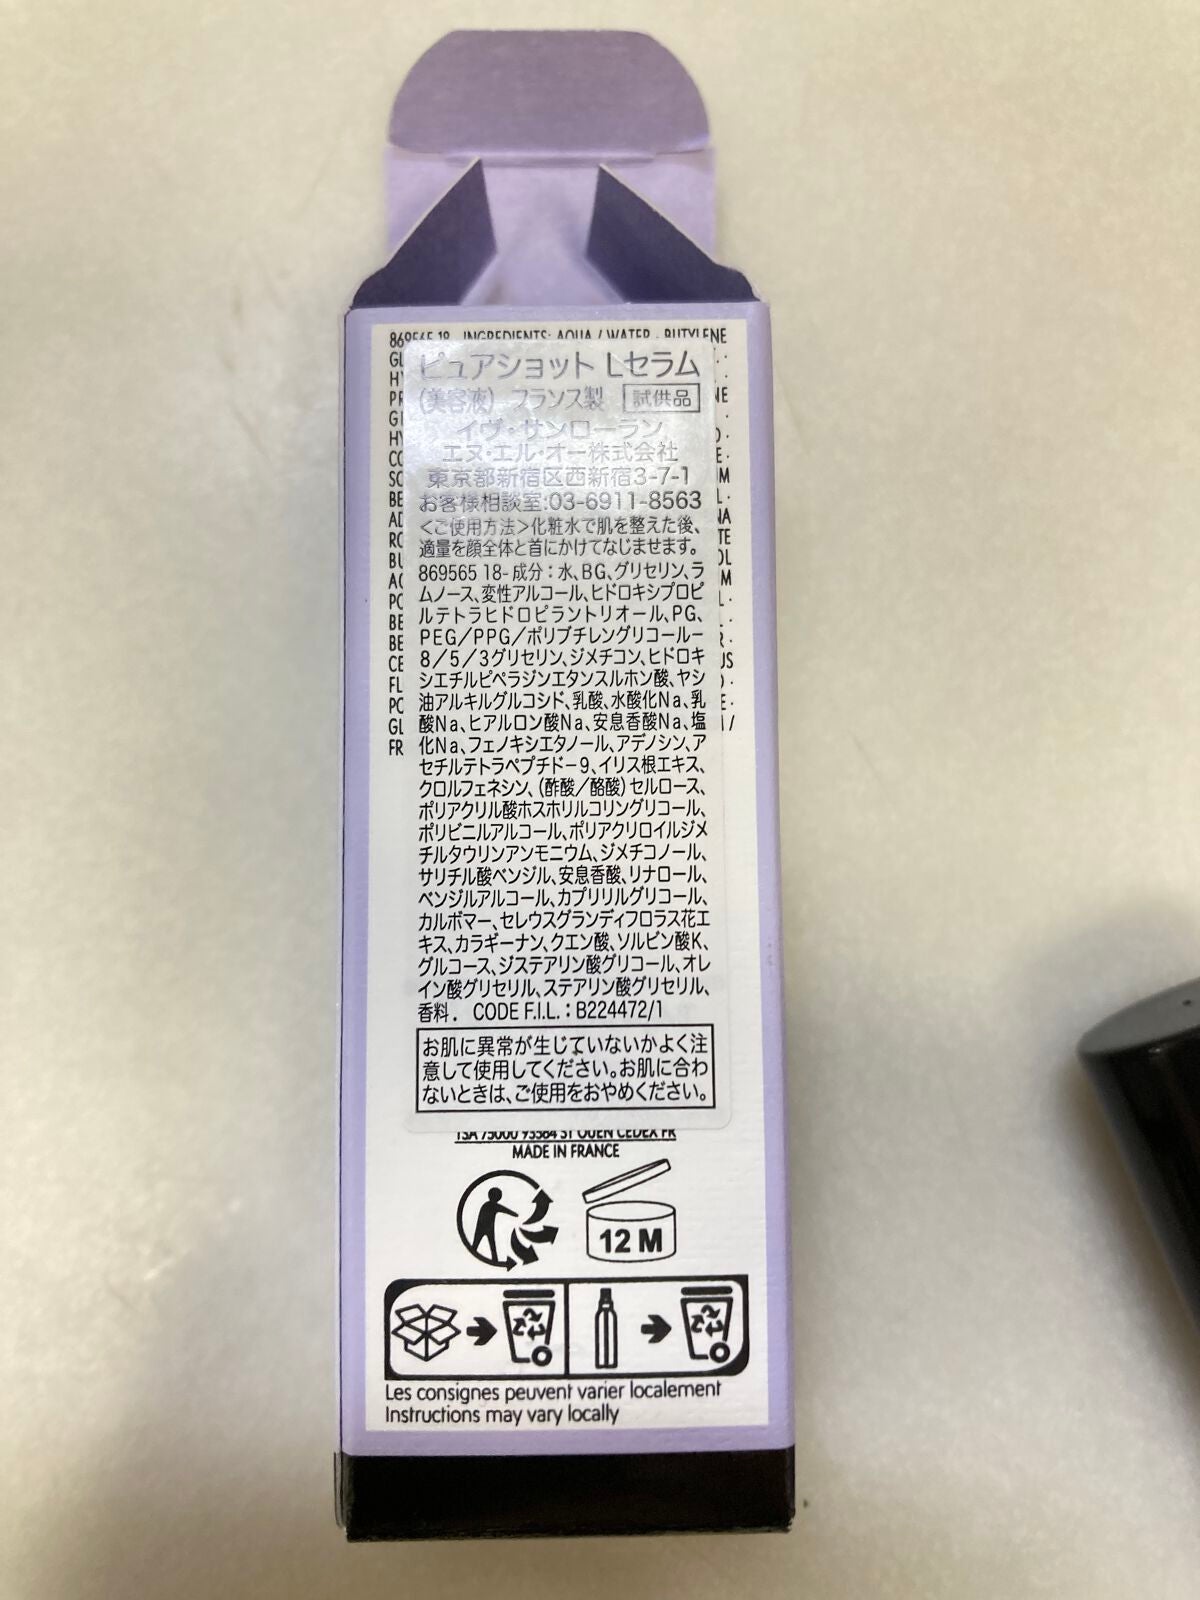 869565 18 INGREDIENTS: AQUA / WATER · BUTYLENE
ピュアショット Lセラム
(美容液) フランス製 試供品
イヴ・サンローラン
エヌ・エル・オー株式会社
東京都新宿区西新宿3-7-1
お客様相談室:03-6911-8563
<ご使用方法>化粧水で肌を整えた後、
適量を顔全体と首にかけてなじませます。
869565 18-成分:水、BG、グリセリン、ラ
ムノース、変性アルコール、ヒドロキシプロピ
ルテトラヒドロピラントリオール、PG、
PEG/PPG/ポリブチレングリコールー
8/5/3グリセリン、ジメチコン、ヒドロキ
シエチルピペラジンエタンスルホン酸、ヤシ
油アルキルグルコシド、乳酸、水酸化Na、乳
酸Na、ヒアルロン酸Na、安息香酸Na、塩
化Na、フェノキシエタノール、アデノシン、ア
セチルテトラペプチドー9、イリス根エキス、
クロルフェネシン、(酢酸/酪酸)セルロース、
ポリアクリル酸ホスホリルコリングリコール、
ポリビニルアルコール、ポリアクリロイルジメ
チルタウリンアンモニウム、ジメチコノール、
サリチル酸ベンジル、安息香酸、リナロール、
ベンジルアルコール、カプリリルグリコール、
カルボマー、セレウスグランディフロラス花エ
キス、カラギーナン、クエン酸、ソルビン酸K、
グルコース、ジステアリン酸グリコール、オレ
イン酸グリセリル、ステアリン酸グリセリル、
香料. CODE F.I.L.:B224472/1
お肌に異常が生じていないかよく注
意して使用してください。お肌に合わ
ないときは、ご使用をおやめください。
TSA 75000 93584 ST OUEN CEDEX FR
MADE IN FRANCE
12 M
Les consignes peuvent varier localement
Instructions may vary locally